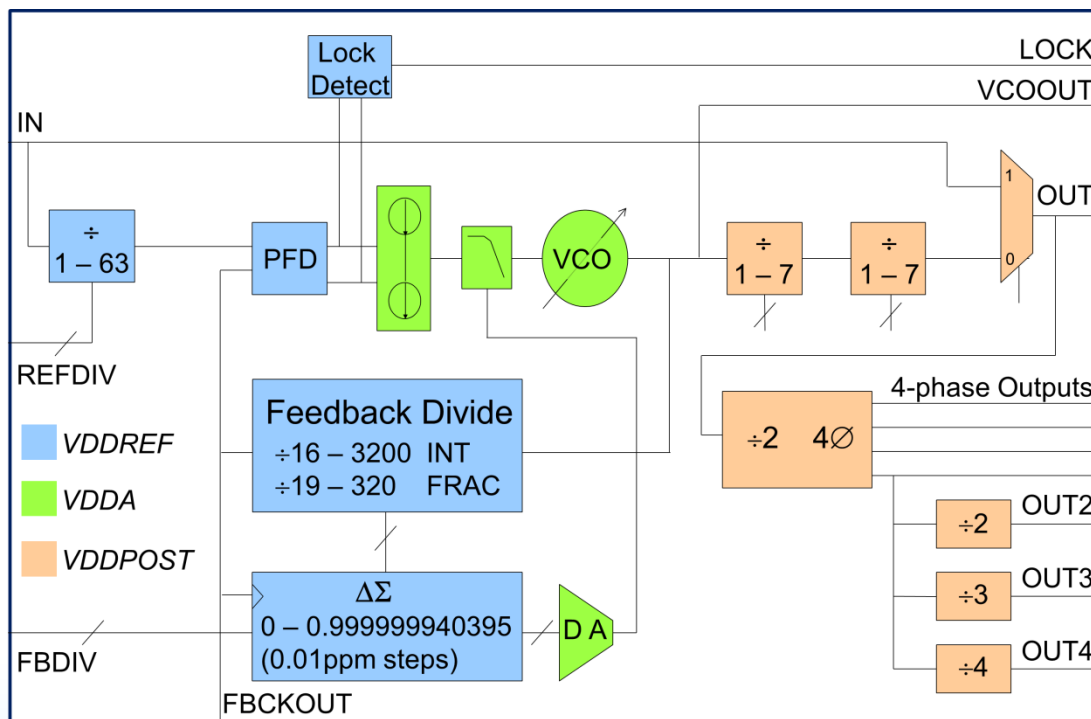 Lock
Detect
LOCK
VCOOUT
IN
1
OUT
÷
1 – 63
PFD
VCO
÷
1 – 7
÷
1 – 7
0
REFDIV
VDDREF
VDDA
VDDPOST
Feedback Divide
÷16 – 3200 INT
÷19 – 320 FRAC
4-phase Outputs
÷2 4∅
OUT2
÷2
OUT3
÷3
OUT4
÷4
ΔΣ
0 – 0.999999940395
(0.01ppm steps)
D A
FBDIV
FBCKOUT